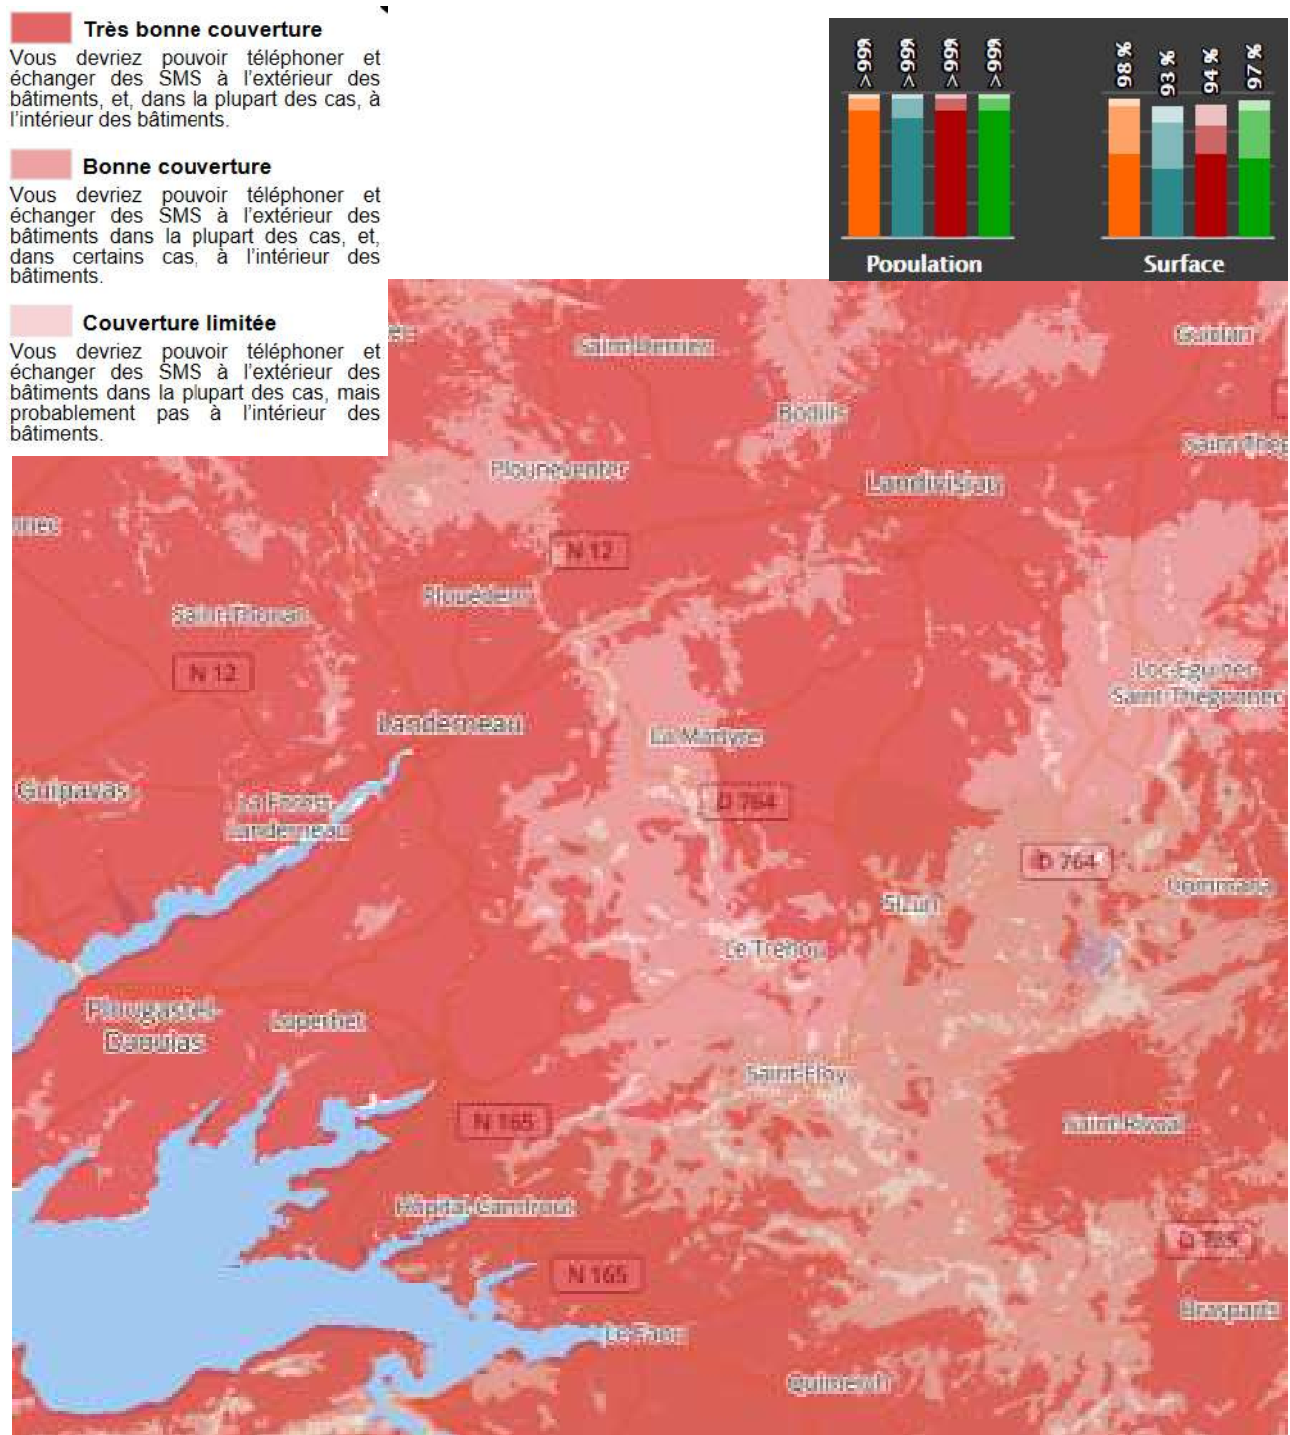 Très bonne couverture
Vous devriez pouvoir téléphoner et
échanger des SMS à l'extérieur des
bâtiments, et, dans la plupart des cas, à
l'intérieur des bâtiments.
Bonne couverture
Vous devriez pouvoir téléphoner et
échanger des SMS à l'extérieur des
bâtiments dans la plupart des cas, et,
dans certains cas, à l'intérieur des
bâtiments.
Couverture limitée
Vous devriez pouvoir téléphoner et
échanger des SMS à l'extérieur des
bâtiments dans la plupart des cas, mais
probablement pas à l'intérieur des
bâtiments.
> 99%
> 99%
> 99%
> 99%
98 %
93 %
94 %
97 %
Population
Surface
Saint-Derrien
Guiclan
Bodilis
Plounéventer
Landivisiau
N 12
Plouédern
Saint-Thonan
N 12
Loc-Eguiner-
Saint-Thégonnec
Landerneau
La Martyre
Guipavas
La Forest-
Landerneau
D 764
D 764
Commana
Sizun
Le Tréhou
Plougastel-
Daoulas
Loperhet
Saint-Eloy
N 165
Saint-Rivoal
Hôpital-Camfrout
D 785
N 165
Brasparts
Le Faou
Quimerch